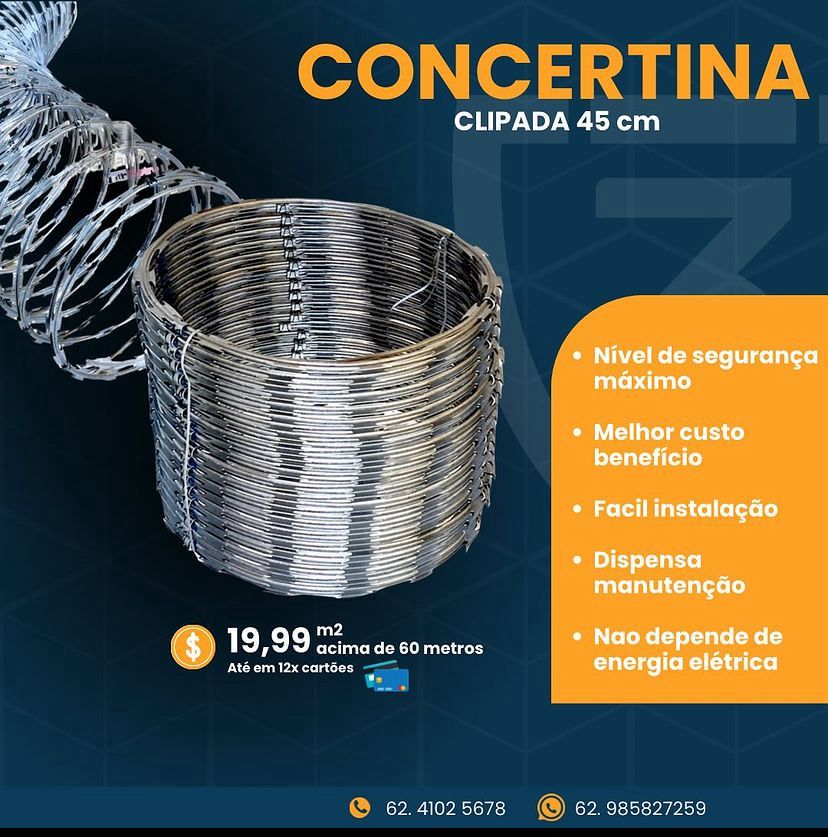 CONCERTINA
CLIPADA 45 cm
• Nível de segurança
máximo
• Melhor custo
benefício
• Facil instalação
• Dispensa
manutenção
• Nao depende de
energia elétrica
$ 19,99 m2
acima de 60 metros
Até em 12x cartões
62. 4102 5678
62. 985827259